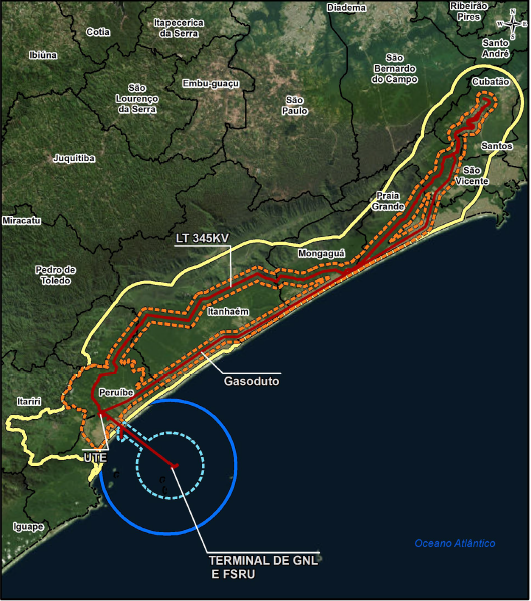 Diadema
Ribeirão
Pires
Cotia
Itapecerica
da Serra
N
Santo
André
Ibiúna
São
Bernardo
do Campo
Embu-guaçu
Cubatão
São
Lourenço
da Serra
São
Paulo
Santos
Juquitiba
São
Vicente
Praia
Grande
Miracatu
LT 345KV
Mongaguá
Pedro de
Toledo
Itanhaém
Gasoduto
Peruíbe
Itariri
UTE
Iguape
Oceano Atlântico
TERMINAL DE GNL
E FSRU